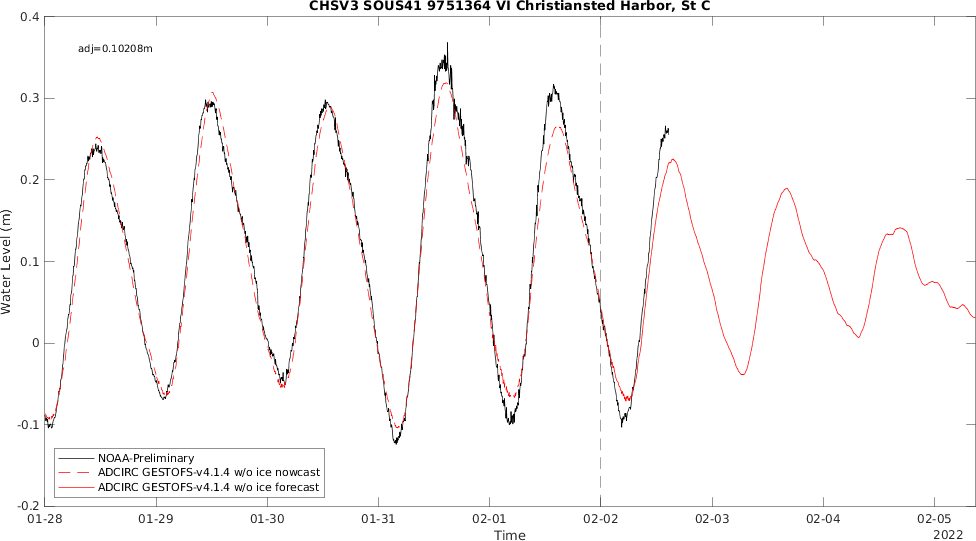 CHSV3 SOUS41 9751364 VI Christiansted Harbor, St C
adj=0.10208m
0.4
0.3
0.2
0.1
0
-0.1
-0.2
Water Level (m)
NOAA-Preliminary
ADCIRC GESTOFS-v4.1.4 w/o ice nowcast
ADCIRC GESTOFS-v4.1.4 w/o ice forecast
01-28 01-29 01-30 01-31 02-01 02-02 02-03 02-04 02-05
Time
2022